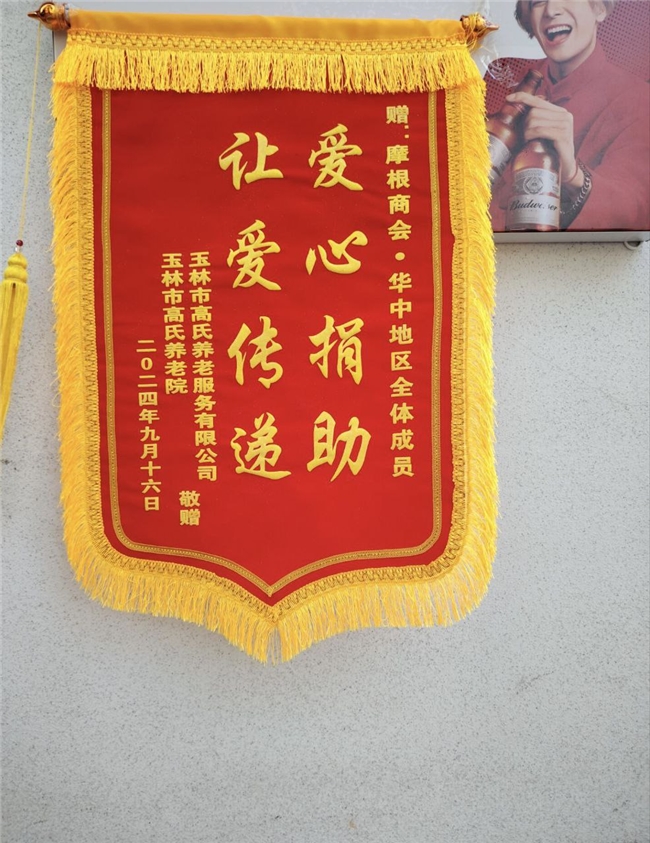 赠：摩根商会·华中地区全体成员
爱心捐助
让爱传递
玉林市高氏养老服务有限公司
玉林市高氏养老院
敬赠
二〇二四年九月十六日
Budweiser